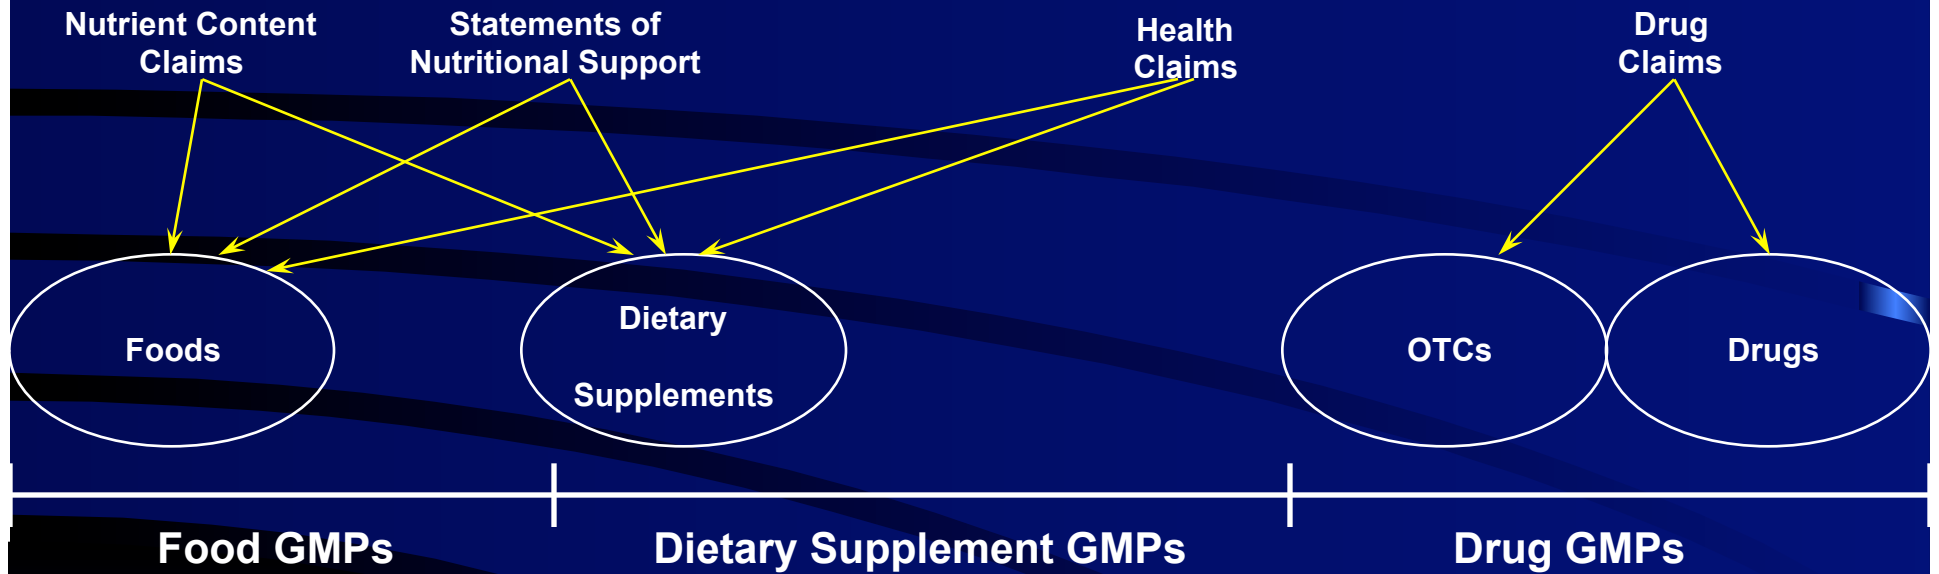 Nutrient Content
Claims
Statements of
Nutritional Support
Health
Claims
Drug
Claims
Foods
Dietary
Supplements
OTCs
Drugs
Food GMPs
Dietary Supplement GMPs
Drug GMPs